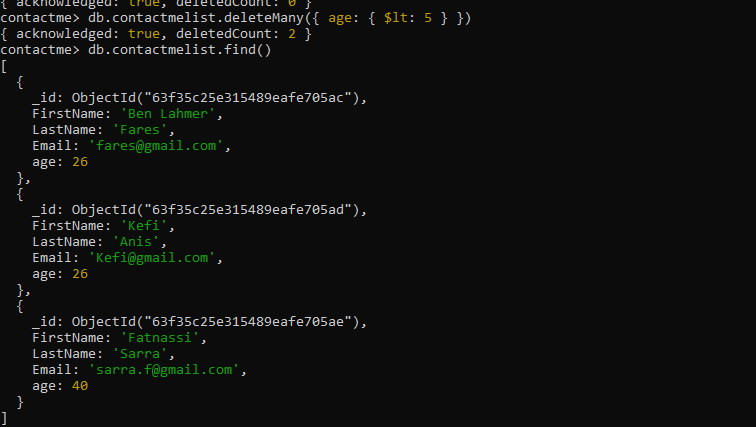 { acknowledged: true, deletedCount: 0 }
contactme> db.contactmelist.deleteMany({ age: { $lt: 5 } })
{ acknowledged: true, deletedCount: 2 }
contactme> db.contactmelist.find()
[
  {
    _id: ObjectId("63f35c25e315489eafe705ac"),
    FirstName: 'Ben Lahmer',
    LastName: 'Fares',
    Email: 'fares@gmail.com',
    age: 26
  },
  {
    _id: ObjectId("63f35c25e315489eafe705ad"),
    FirstName: 'Kefi',
    LastName: 'Anis',
    Email: 'Kefi@gmail.com',
    age: 26
  },
  {
    _id: ObjectId("63f35c25e315489eafe705ae"),
    FirstName: 'Fatnassi',
    LastName: 'Sarra',
    Email: 'sarra.f@gmail.com',
    age: 40
  }
]